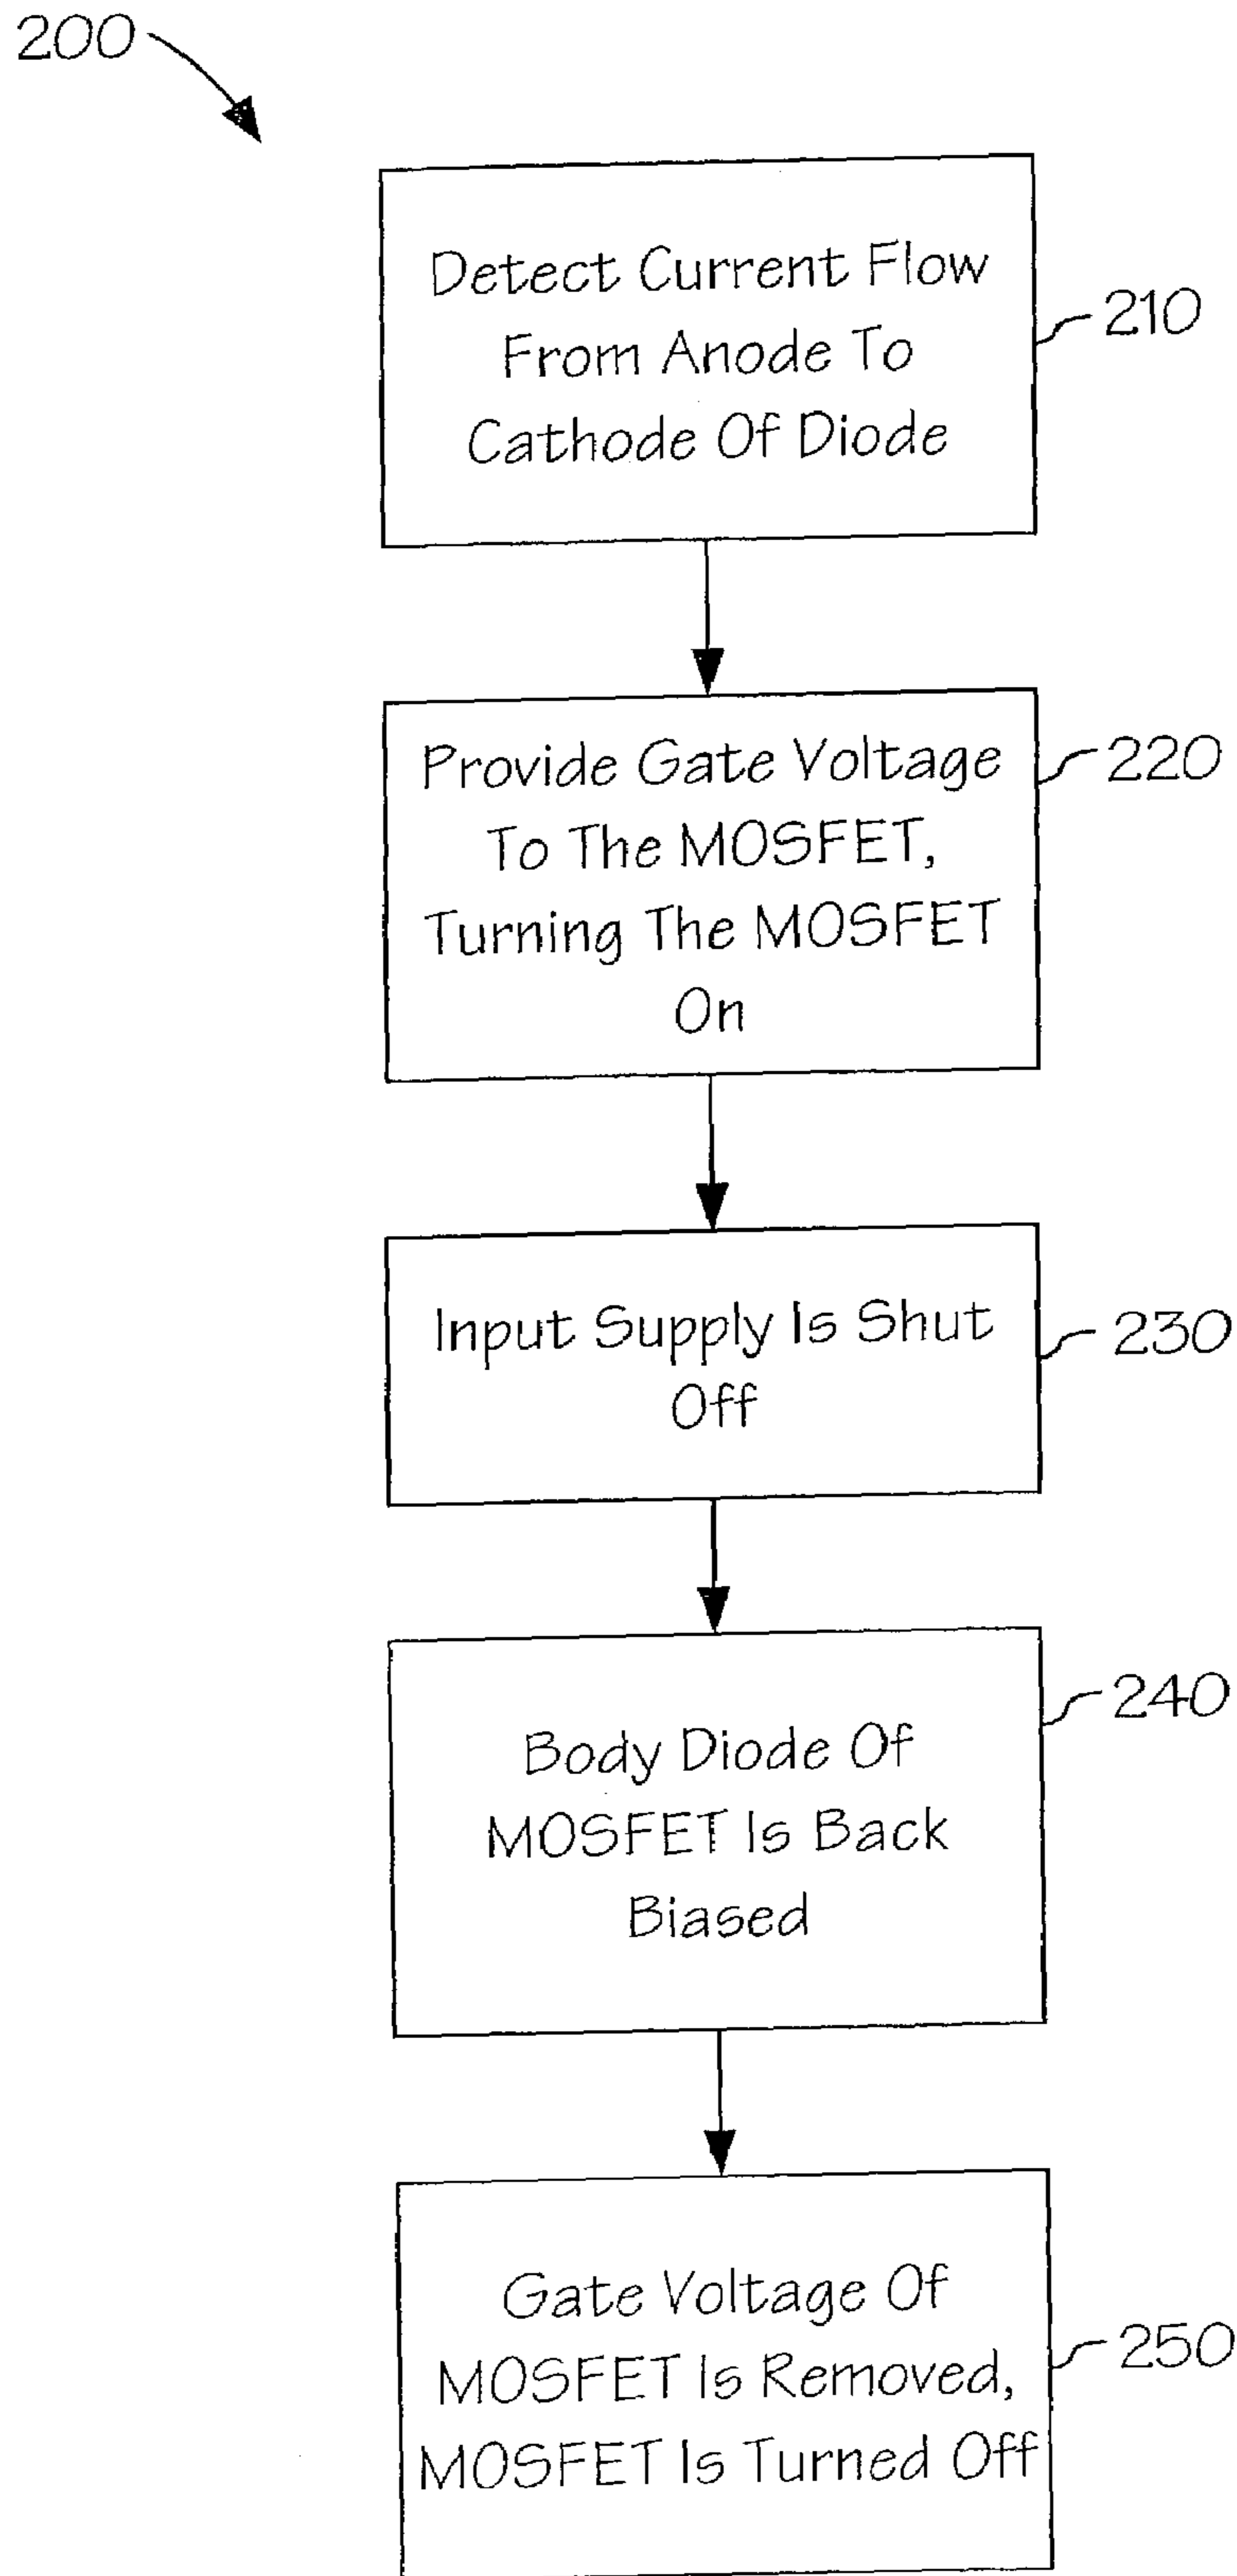 200
Detect Current Flow
From Anode To
Cathode Of Diode
210
Provide Gate Voltage
To The MOSFET,
Turning The MOSFET
On
220
Input Supply Is Shut
Off
230
Body Diode Of
MOSFET Is Back
Biased
240
Gate Voltage Of
MOSFET Is Removed,
MOSFET Is Turned Off
250